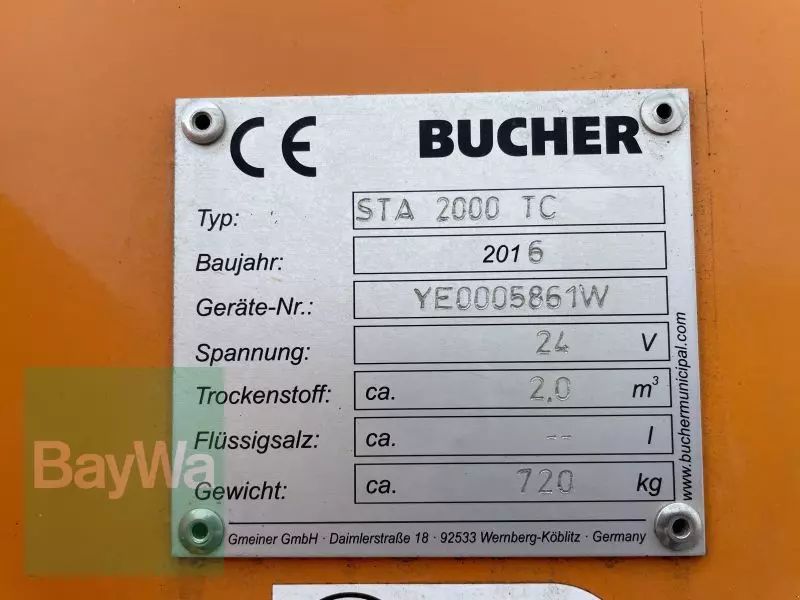 CE BUCHER
Typ: STA 2000 TC
Baujahr: 2016
Geräte-Nr.: YE0005861W
Spannung: 24 V
Trockenstoff: ca. 2.0 m³
Flüssigsalz: ca. -- l
Gewicht: ca. 720 kg
Gmeiner GmbH · Daimlerstraße 18 · 92533 Wernberg-Köblitz · Germany
www.buchermunicipal.com
BayWa